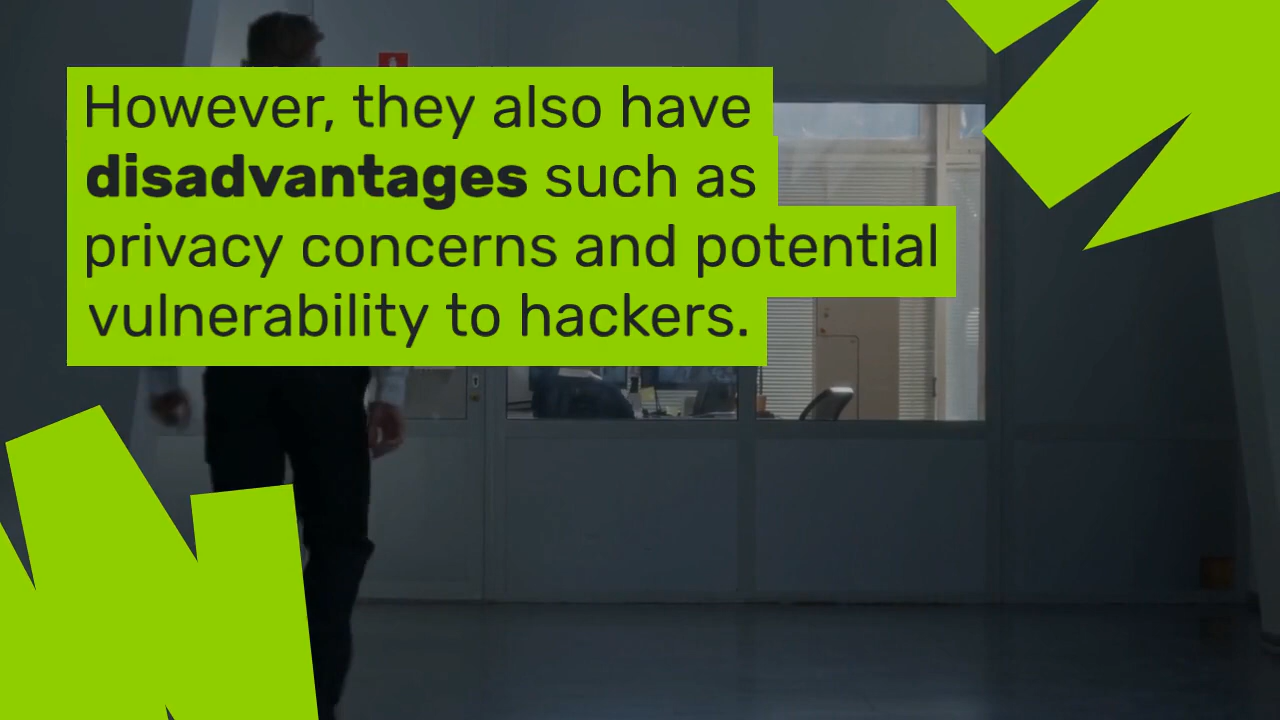 However, they also have
disadvantages such as
privacy concerns and potential
vulnerability to hackers.